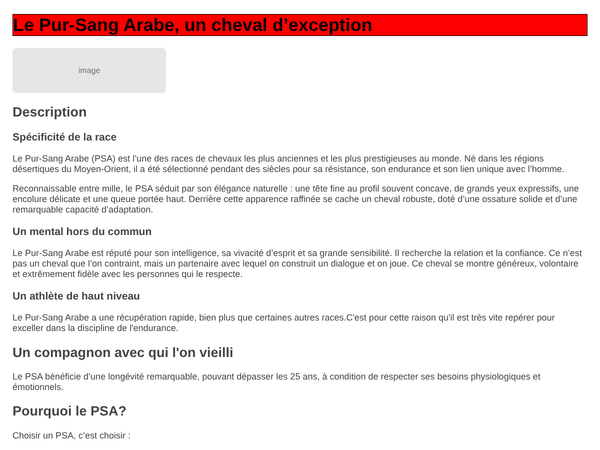 Le Pur-Sang Arabe, un cheval d’exception
image
Description
Spécificité de la race
Le Pur-Sang Arabe (PSA) est l’une des races de chevaux les plus anciennes et les plus prestigieuses au monde. Né dans les régions
désertiques du Moyen-Orient, il a été sélectionné pendant des siècles pour sa résistance, son endurance et son lien unique avec l’homme.
Reconnaissable entre mille, le PSA séduit par son élégance naturelle : une tête fine au profil souvent concave, de grands yeux expressifs, une
encolure délicate et une queue portée haut. Derrière cette apparence raffinée se cache un cheval robuste, doté d’une ossature solide et d’une
remarquable capacité d’adaptation.
Un mental hors du commun
Le Pur-Sang Arabe est réputé pour son intelligence, sa vivacité d’esprit et sa grande sensibilité. Il recherche la relation et la confiance. Ce n’est
pas un cheval que l’on contraint, mais un partenaire avec lequel on construit un dialogue et on joue. Ce cheval se montre généreux, volontaire
et extrêmement fidèle avec les personnes qui le respecte.
Un athlète de haut niveau
Le Pur-Sang Arabe a une récupération rapide, bien plus que certaines autres races.C'est pour cette raison qu'il est très vite repérer pour
exceller dans la discipline de l'endurance.
Un compagnon avec qui l'on vieilli
Le PSA bénéficie d’une longévité remarquable, pouvant dépasser les 25 ans, à condition de respecter ses besoins physiologiques et
émotionnels.
Pourquoi le PSA?
Choisir un PSA, c’est choisir :